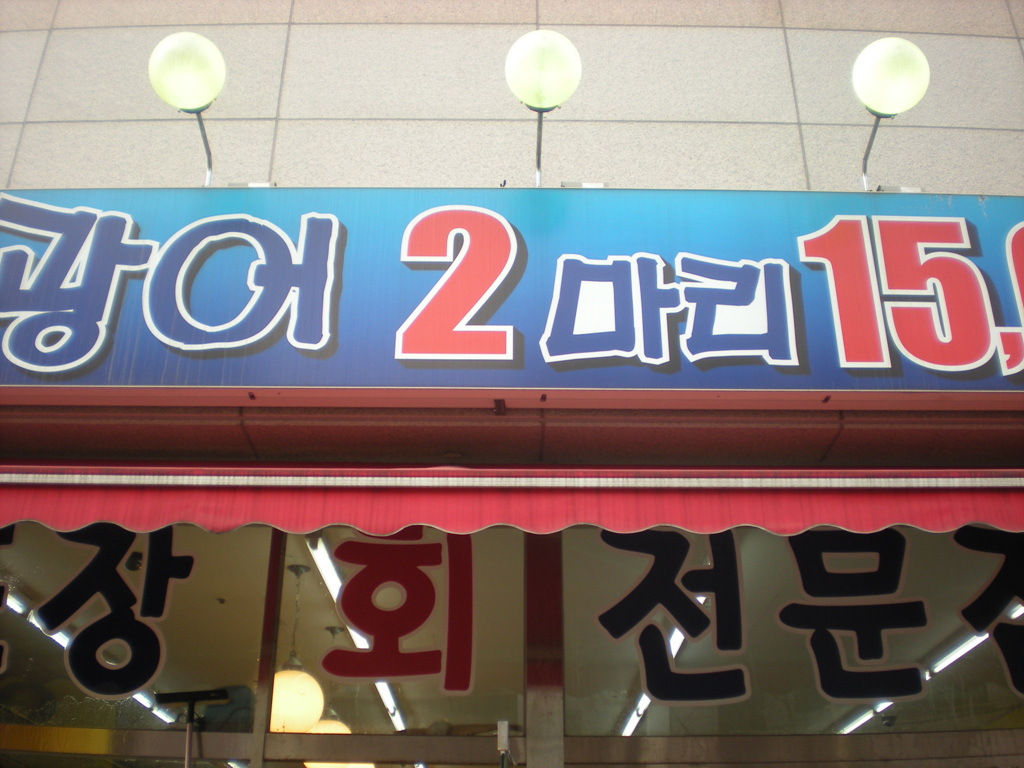 광어 2마리 15,
장 회 전문